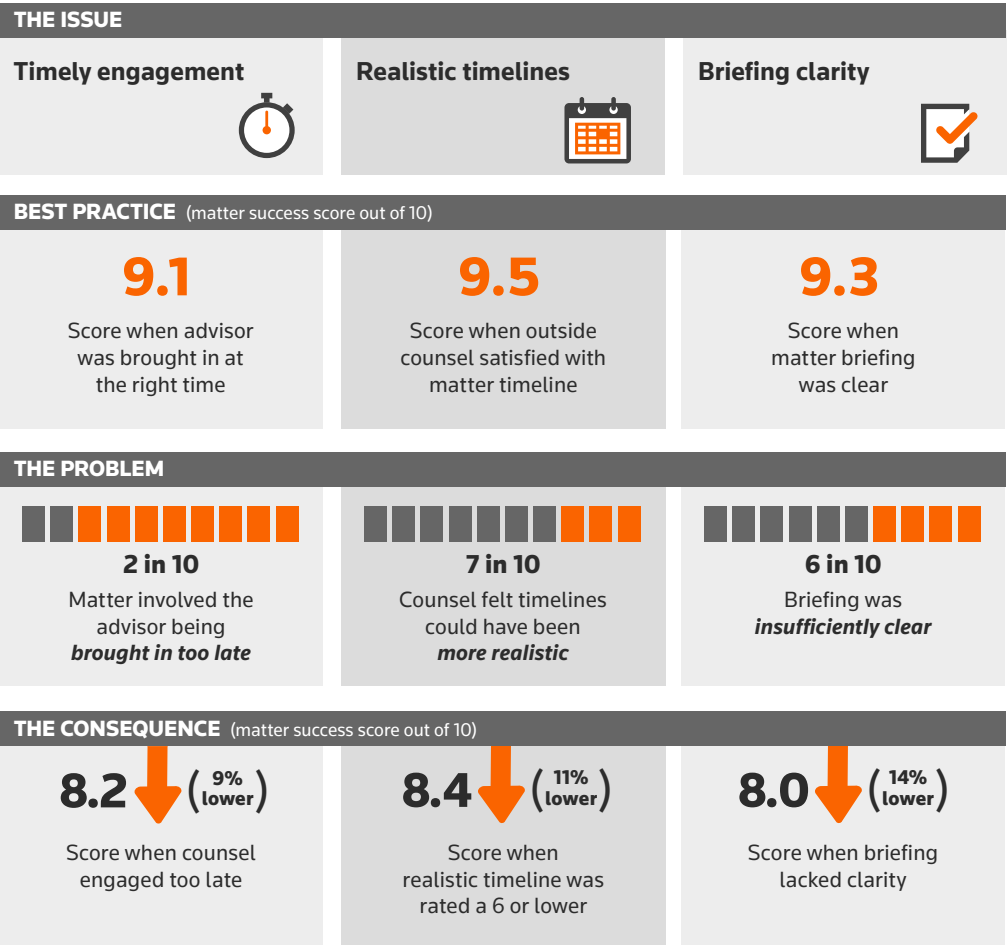 THE ISSUE
Timely engagement
Realistic timelines
Briefing clarity
BEST PRACTICE (matter success score out of 10)
9.1
Score when advisor
was brought in at
the right time
9.5
Score when outside
counsel satisfied with
matter timeline
9.3
Score when
matter briefing
was clear
THE PROBLEM
2 in 10
Matter involved the
advisor being
brought in too late
7 in 10
Counsel felt timelines
could have been
more realistic
6 in 10
Briefing was
insufficiently clear
THE CONSEQUENCE (matter success score out of 10)
8.2 (9% lower)
Score when counsel
engaged too late
8.4 (11% lower)
Score when
realistic timeline was
rated a 6 or lower
8.0 (14% lower)
Score when briefing
lacked clarity